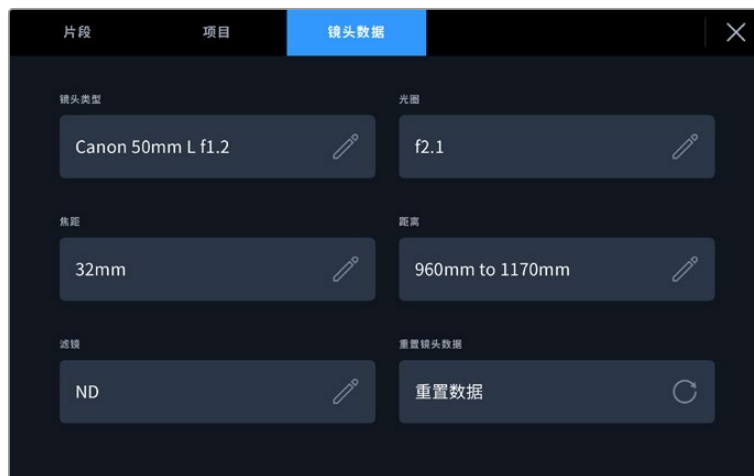 片段 项目 镜头数据
镜头类型 光圈
Canon 50mm L f1.2 f2.1
焦距 距离
32mm 960mm to 1170mm
滤镜 重置镜头数据
ND 重置数据